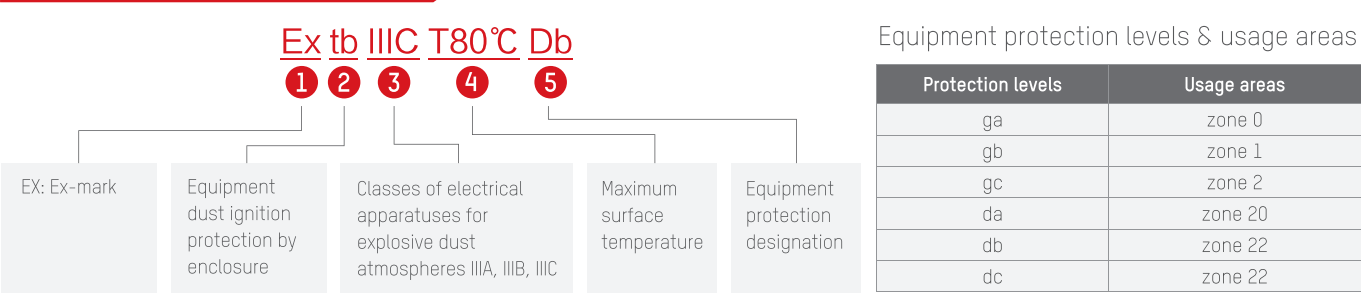 Ex tb IIIC T80℃ Db
1 2 3 4 5
EX: Ex-mark
Equipment
dust ignition
protection by
enclosure
Classes of electrical
apparatuses for
explosive dust
atmospheres IIIA, IIIB, IIIC
Maximum
surface
temperature
Equipment
protection
designation
Equipment protection levels & usage areas
Protection levels Usage areas
ga zone 0
gb zone 1
gc zone 2
da zone 20
db zone 22
dc zone 22